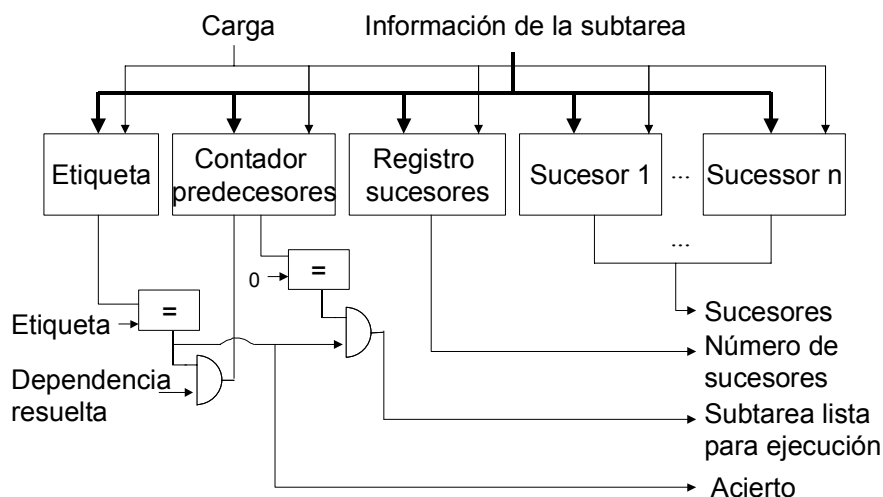 Carga
Información de la subtarea
Etiqueta
Contador
predecesores
Registro
sucesores
Sucesor 1
...
Sucessor n
...
=
0
=
Etiqueta
Dependencia
resuelta
Sucesores
Número de
sucesores
Subtarea lista
para ejecución
Acierto